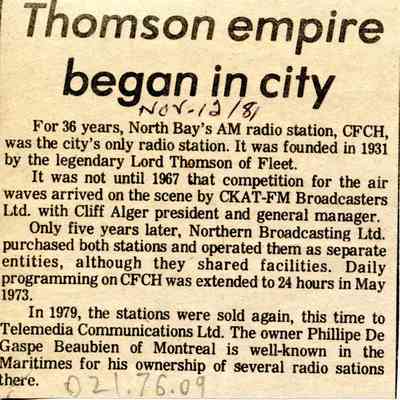 Thomson empire
began in city
Nov-12/81
For 36 years, North Bay's AM radio station, CFCH,
was the city's only radio station. It was founded in 1931
by the legendary Lord Thomson of Fleet.
It was not until 1967 that competition for the air
waves arrived on the scene by CKAT-FM Broadcasters
Ltd. with Cliff Alger president and general manager.
Only five years later, Northern Broadcasting Ltd.
purchased both stations and operated them as separate
entities, although they shared facilities. Daily
programming on CFCH was extended to 24 hours in May
1973.
In 1979, the stations were sold again, this time to
Telemedia Communications Ltd. The owner Phillipe De
Gaspe Beaubien of Montreal is well-known in the
Maritimes for his ownership of several radio sations
there.
D21.76.09